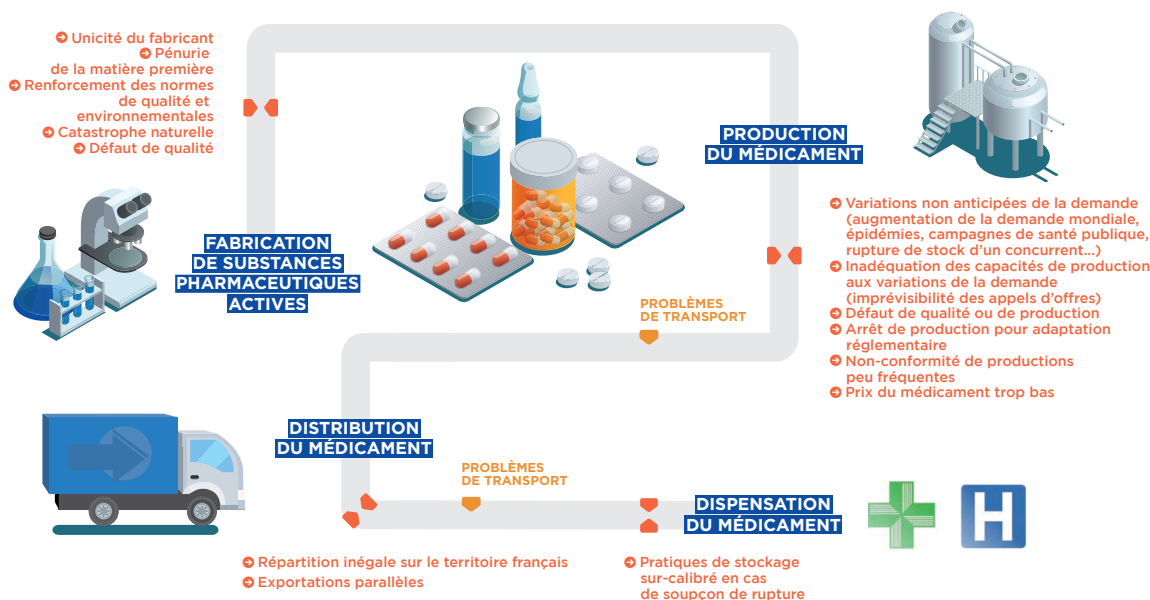 Unicité du fabricant
Pénurie
de la matière première
Renforcement des normes
de qualité et
environnementales
Catastrophe naturelle
Défaut de qualité
FABRICATION
DE SUBSTANCES
PHARMACEUTIQUES
ACTIVES
PRODUCTION
DU MÉDICAMENT
Variations non anticipées de la demande
(augmentation de la demande mondiale,
épidémies, campagnes de santé publique,
rupture de stock d'un concurrent...)
Inadéquation des capacités de production
aux variations de la demande
(imprévisibilité des appels d'offres)
Défaut de qualité ou de production
Arrêt de production pour adaptation
réglementaire
Non-conformité de productions
peu fréquentes
Prix du médicament trop bas
PROBLÈMES
DE TRANSPORT
DISTRIBUTION
DU MÉDICAMENT
PROBLÈMES
DE TRANSPORT
Répartition inégale sur le territoire français
Exportations parallèles
DISPENSATION
DU MÉDICAMENT
H
Pratiques de stockage
sur-calibré en cas
de soupçon de rupture